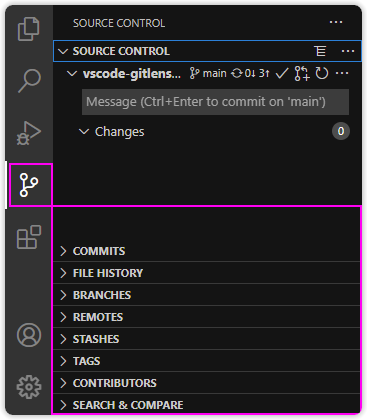 SOURCE CONTROL
SOURCE CONTROL
vscode-gitlens... main 0↓ 3↑
Message (Ctrl+Enter to commit on 'main')
Changes 0
COMMITS
FILE HISTORY
BRANCHES
REMOTES
STASHES
TAGS
CONTRIBUTORS
SEARCH & COMPARE